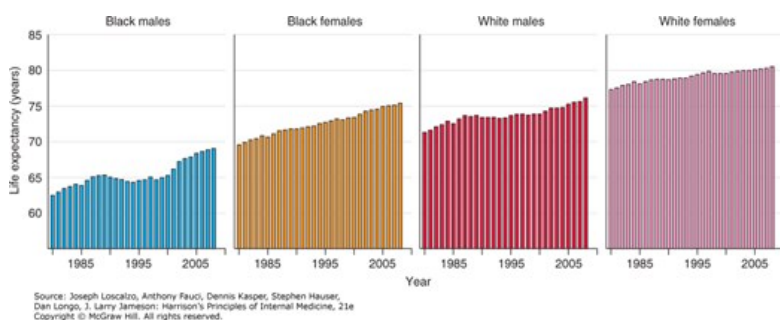 Black males
Black females
White males
White females
Life expectancy (years)
85
80
75
70
65
60
1985 1995 2005
1985 1995 2005
1985 1995 2005
1985 1995 2005
Year
Source: Joseph Loscalzo, Anthony Fauci, Dennis Kasper, Stephen Hauser,
Dan Longo, J. Larry Jameson: Harrison's Principles of Internal Medicine, 21e
Copyright © McGraw Hill. All rights reserved.